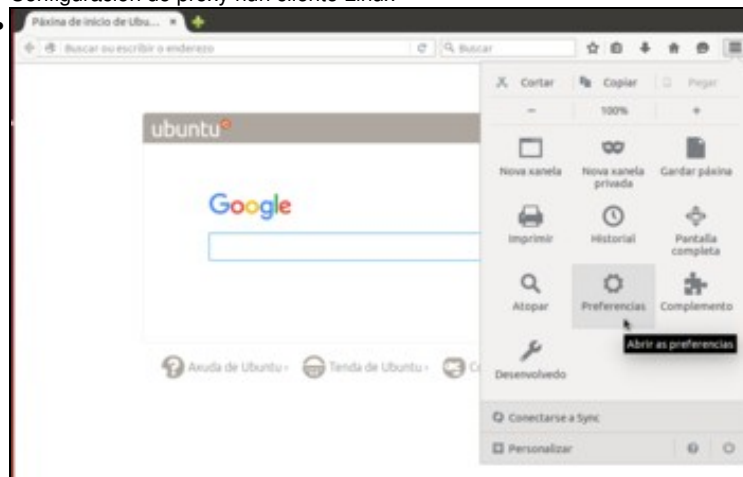 Configuración do proxy nun cliente Linux
Páxina de inicio de Ubu...
Buscar ou escribir o enderezo
Buscar
Cortar
Copiar
Pegar
100%
Nova xanela
Nova xanela privada
Gardar páxina
Imprimir
Historial
Pantalla completa
Atopar
Preferencias
Complemento
Abrir as preferencias
Desenvolvedo
Conectarse a Sync
Personalizar
ubuntu
Google
Axuda de Ubuntu ›
Tenda de Ubuntu ›